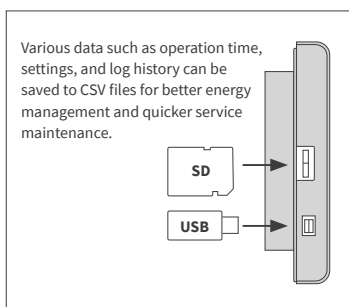 Various data such as operation time,
settings, and log history can be
saved to CSV files for better energy
management and quicker service
maintenance.
SD
USB